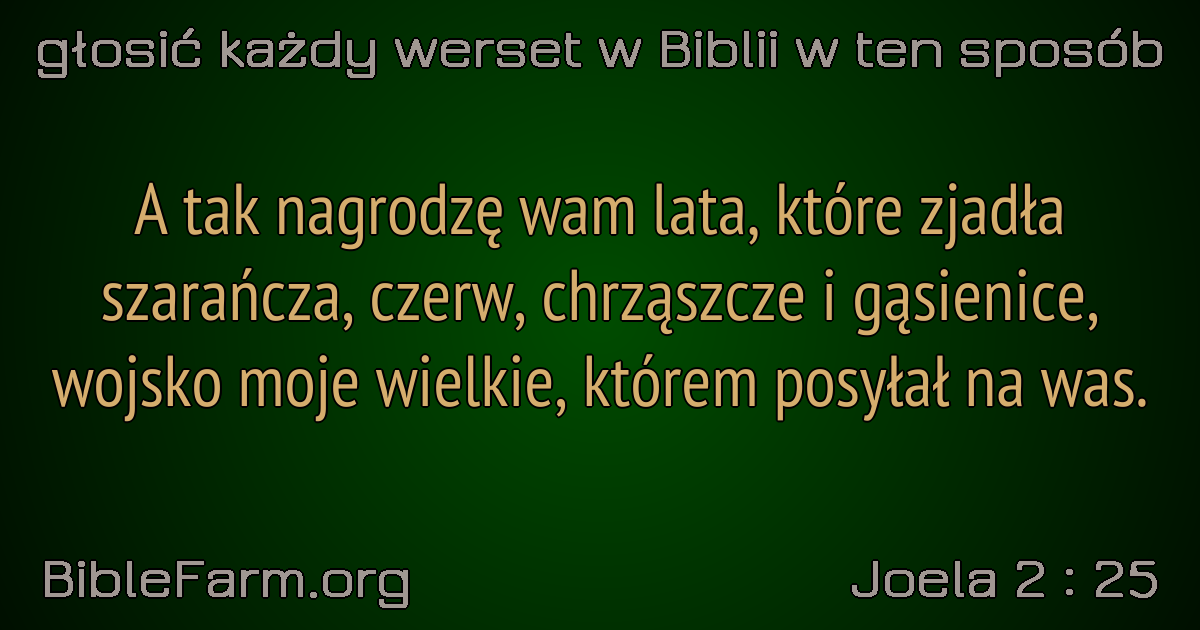 głosić każdy werset w Biblii w ten sposób
A tak nagrodzę wam lata, które zjadła
szarańcza, czerw, chrząszcze i gąsienice,
wojsko moje wielkie, którem posyłał na was.
BibleFarm.org
Joela 2 : 25